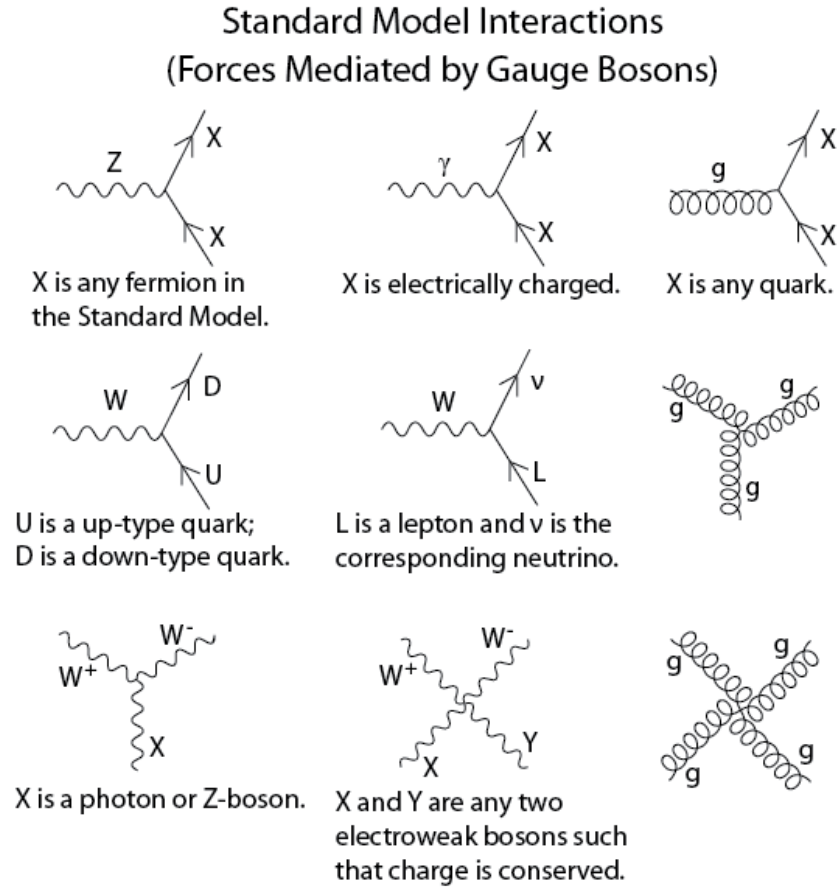 Standard Model Interactions
(Forces Mediated by Gauge Bosons)
Z
X
X
X is any fermion in
the Standard Model.
γ
X
X
X is electrically charged.
g
X
X
X is any quark.
W
D
U
U is a up-type quark;
D is a down-type quark.
W
ν
L
L is a lepton and ν is the
corresponding neutrino.
g
g
g
W+
W-
X
X is a photon or Z-boson.
W+
W-
X
Y
X and Y are any two
electroweak bosons such
that charge is conserved.
g
g
g
g